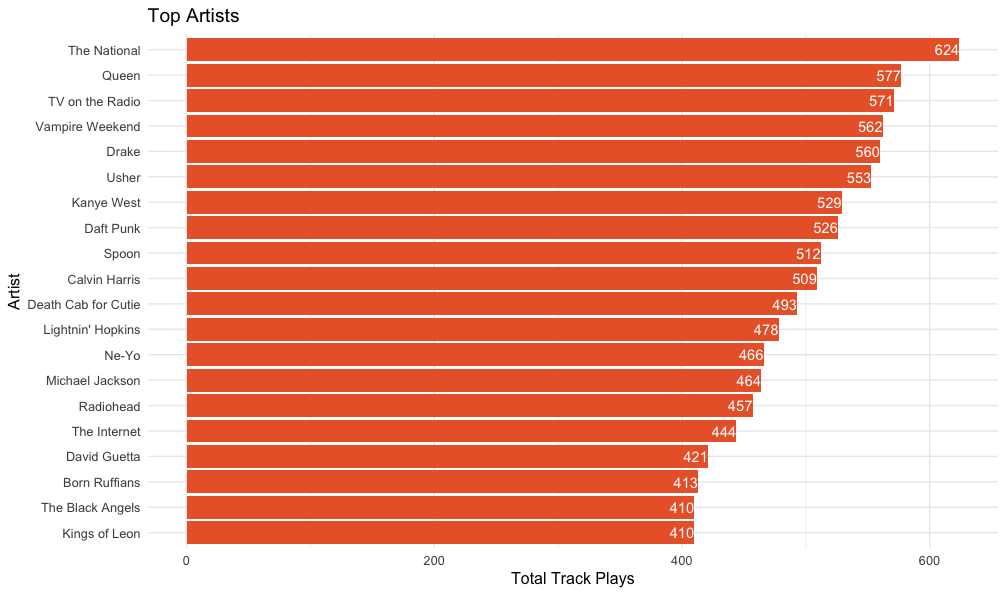 Top Artists
Artist
The National 624
Queen 577
TV on the Radio 571
Vampire Weekend 562
Drake 560
Usher 553
Kanye West 529
Daft Punk 526
Spoon 512
Calvin Harris 509
Death Cab for Cutie 493
Lightnin' Hopkins 478
Ne-Yo 466
Michael Jackson 464
Radiohead 457
The Internet 444
David Guetta 421
Born Ruffians 413
The Black Angels 410
Kings of Leon 410
0 200 400 600
Total Track Plays